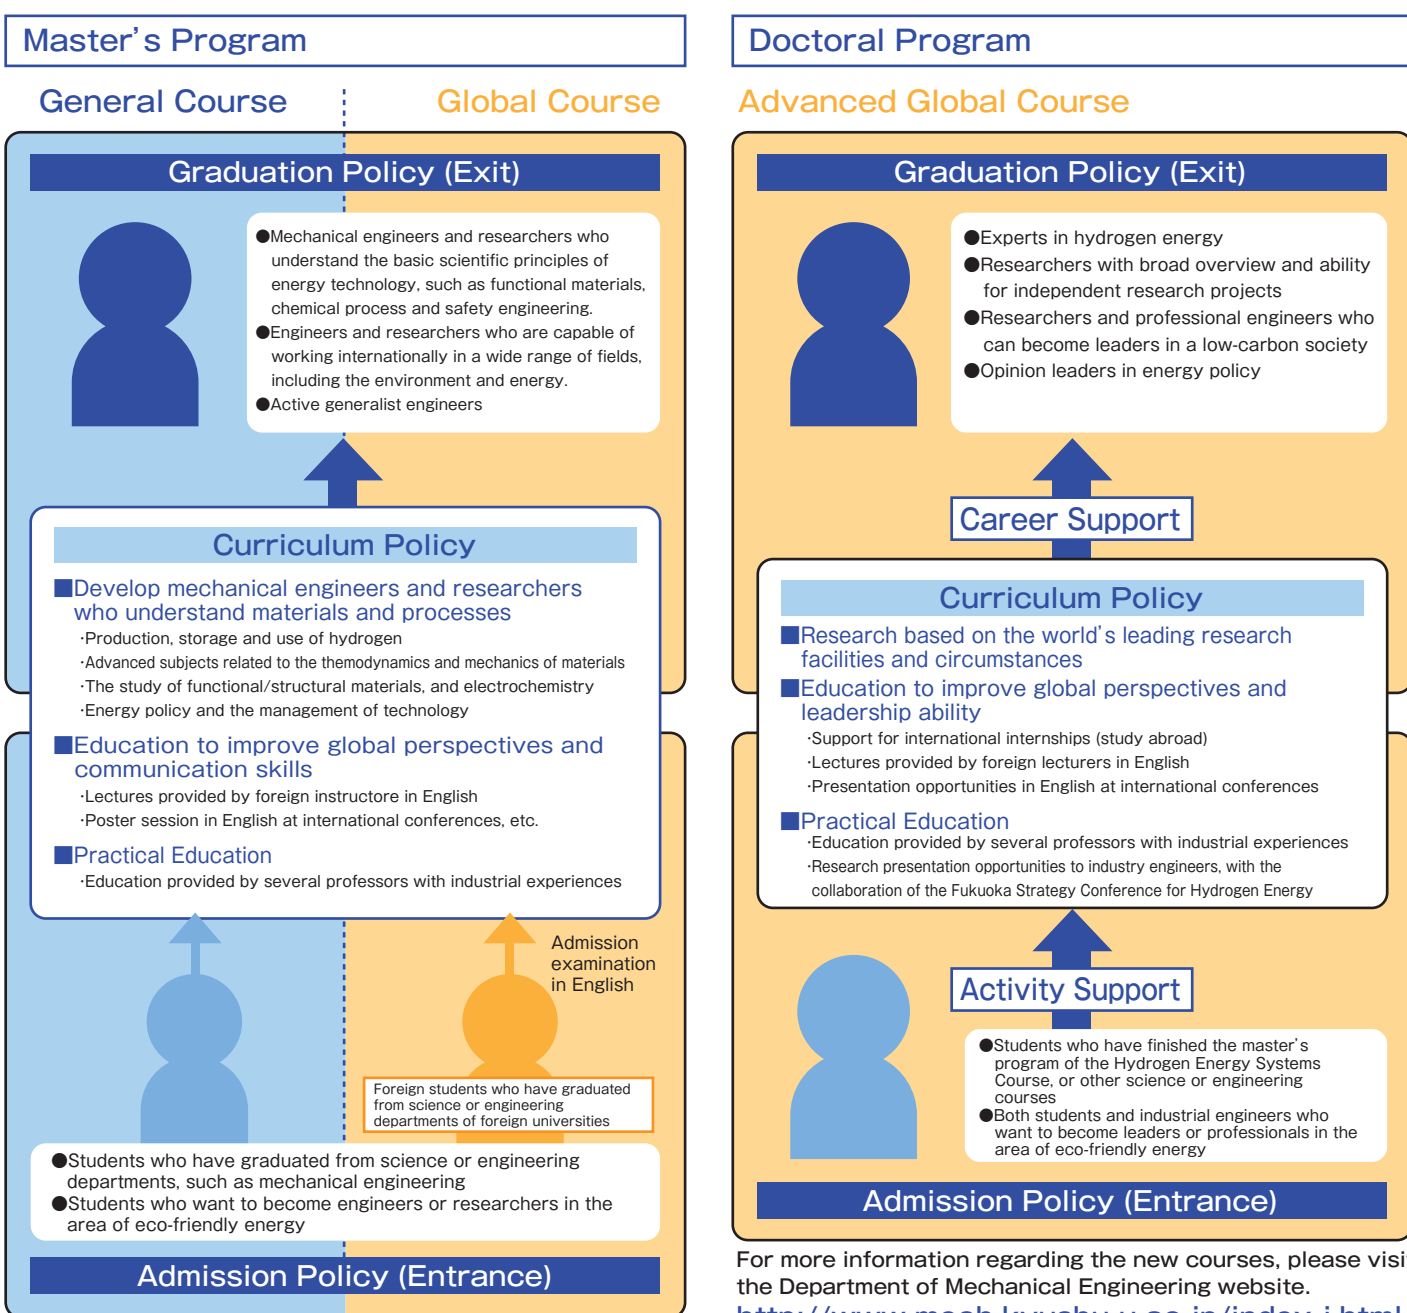 Master's Program
General Course
Global Course
Graduation Policy (Exit)
●Mechanical engineers and researchers who
understand the basic scientific principles of
energy technology, such as functional materials,
chemical process and safety engineering.
●Engineers and researchers who are capable of
working internationally in a wide range of fields,
including the environment and energy.
●Active generalist engineers
Curriculum Policy
■Develop mechanical engineers and researchers
who understand materials and processes
·Production, storage and use of hydrogen
·Advanced subjects related to the themodynamics and mechanics of materials
·The study of functional/structural materials, and electrochemistry
·Energy policy and the management of technology
■Education to improve global perspectives and
communication skills
·Lectures provided by foreign instructore in English
·Poster session in English at international conferences, etc.
■Practical Education
·Education provided by several professors with industrial experiences
Admission
examination
in English
Foreign students who have graduated
from science or engineering
departments of foreign universities
●Students who have graduated from science or engineering
departments, such as mechanical engineering
●Students who want to become engineers or researchers in the
area of eco-friendly energy
Admission Policy (Entrance)
Doctoral Program
Advanced Global Course
Graduation Policy (Exit)
●Experts in hydrogen energy
●Researchers with broad overview and ability
for independent research projects
●Researchers and professional engineers who
can become leaders in a low-carbon society
●Opinion leaders in energy policy
Career Support
Curriculum Policy
■Research based on the world's leading research
facilities and circumstances
■Education to improve global perspectives and
leadership ability
·Support for international internships (study abroad)
·Lectures provided by foreign lecturers in English
·Presentation opportunities in English at international conferences
■Practical Education
·Education provided by several professors with industrial experiences
·Research presentation opportunities to industry engineers, with the
collaboration of the Fukuoka Strategy Conference for Hydrogen Energy
Activity Support
●Students who have finished the master's
program of the Hydrogen Energy Systems
Course, or other science or engineering
courses
●Both students and industrial engineers who
want to become leaders or professionals in the
area of eco-friendly energy
Admission Policy (Entrance)
For more information regarding the new courses, please visit
the Department of Mechanical Engineering website.